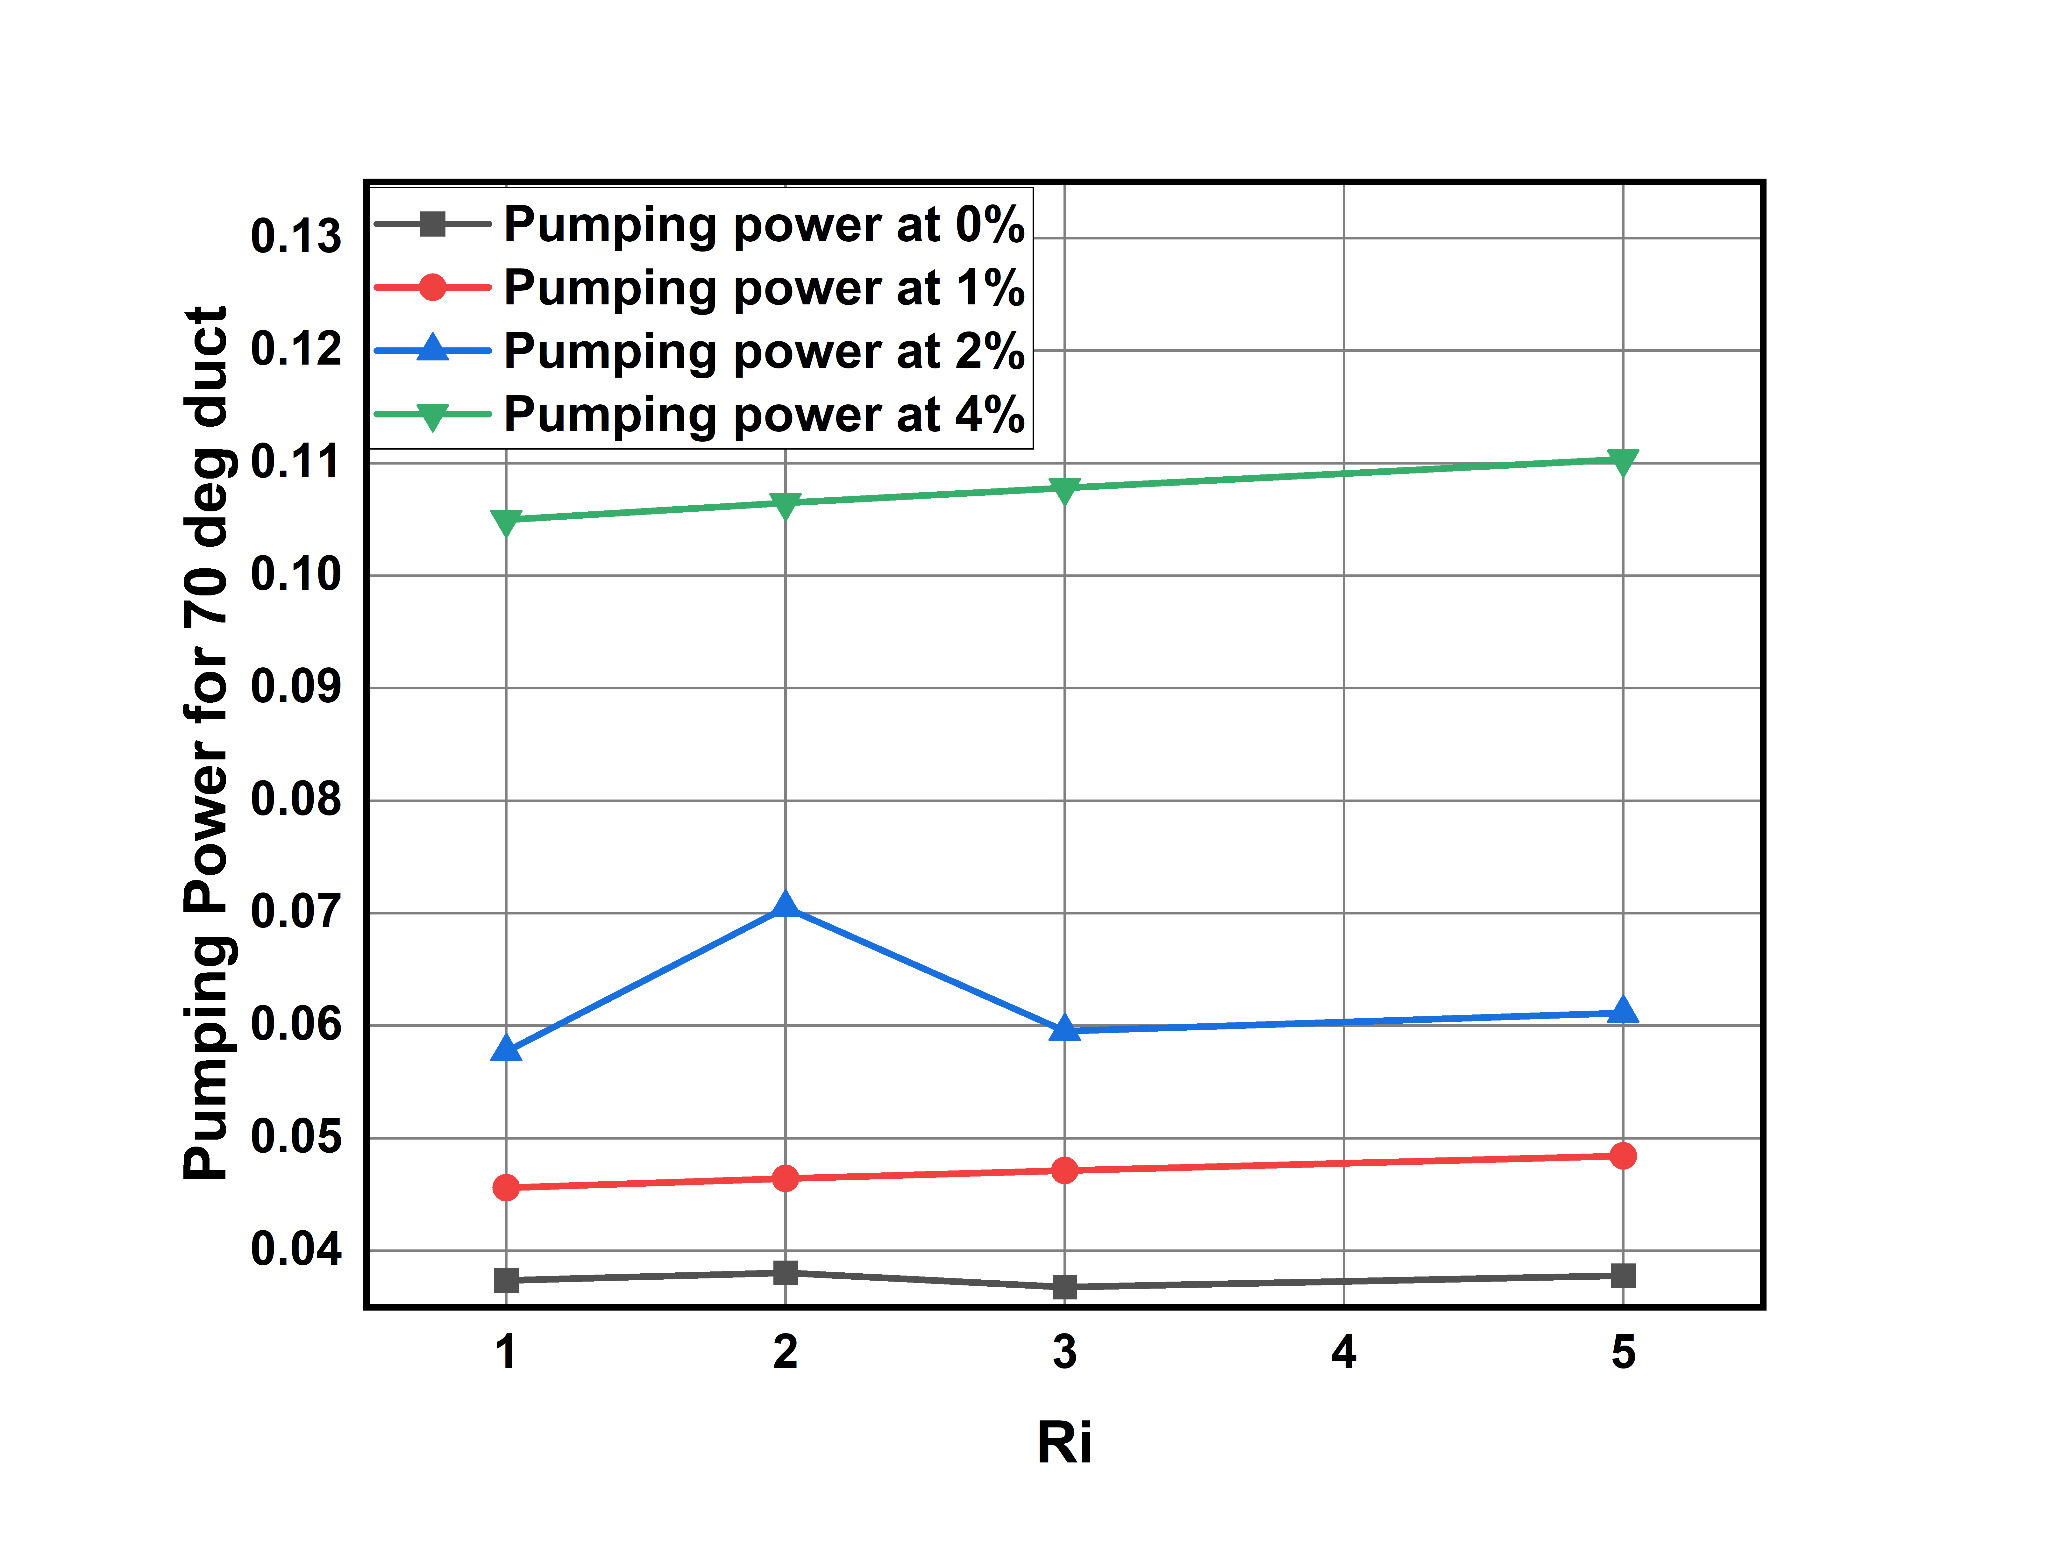 Pumping power at 0%
Pumping power at 1%
Pumping power at 2%
Pumping power at 4%
Pumping Power for 70 deg duct
0.13
0.12
0.11
0.10
0.09
0.08
0.07
0.06
0.05
0.04
1 2 3 4 5
Ri